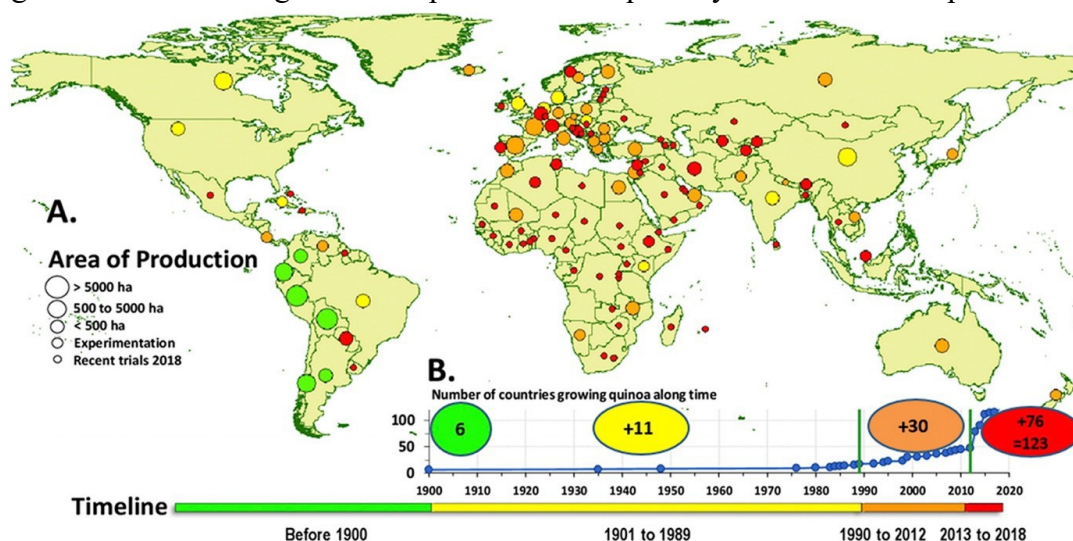 A.
Area of Production
> 5000 ha
500 to 5000 ha
< 500 ha
Experimentation
Recent trials 2018
B.
Number of countries growing quinoa along time
100
50
0
6
+11
+30
+76
=123
1900 1910 1920 1930 1940 1950 1960 1970 1980 1990 2000 2010 2020
Timeline
Before 1900 1901 to 1989 1990 to 2012 2013 to 2018